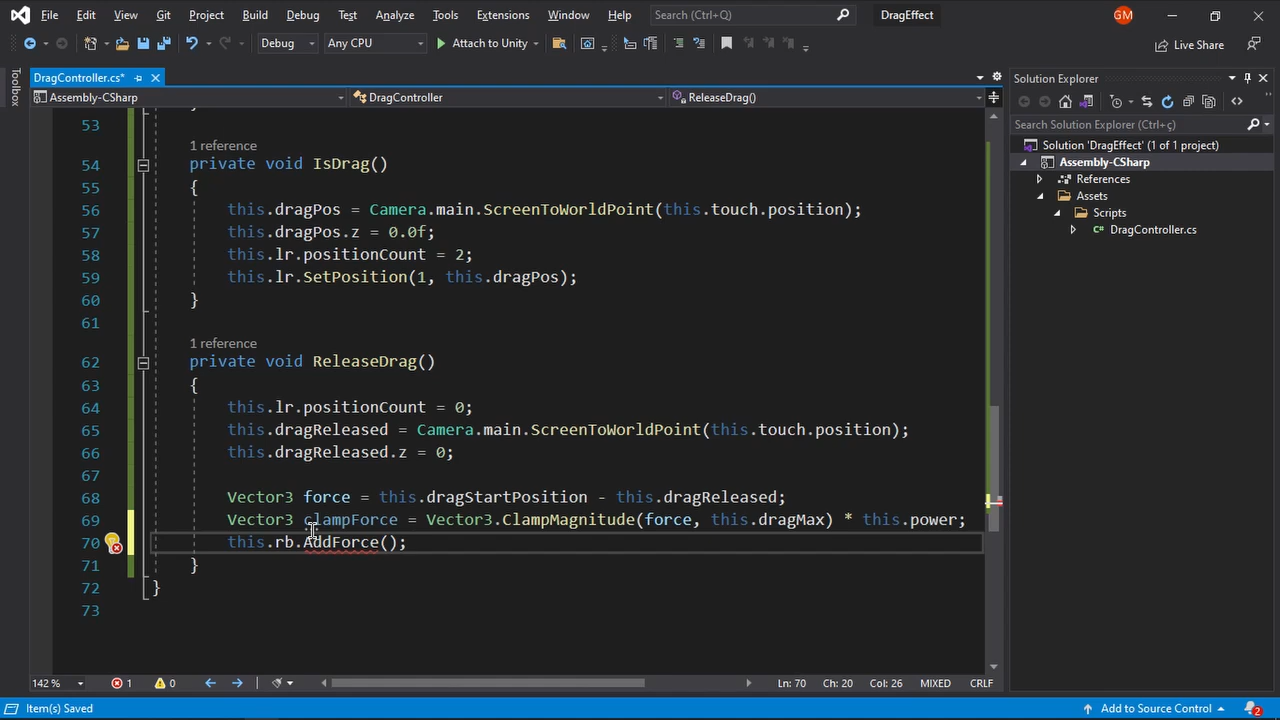 File Edit View Git Project Build Debug Test Analyze Tools Extensions Window Help Search (Ctrl+Q) DragEffect GM
Debug Any CPU Attach to Unity Live Share
Toolbox
DragController.cs*
Assembly-CSharp DragController ReleaseDrag()
53 }
1 reference
54 private void IsDrag()
55 {
56 this.dragPos = Camera.main.ScreenToWorldPoint(this.touch.position);
57 this.dragPos.z = 0.0f;
58 this.lr.positionCount = 2;
59 this.lr.SetPosition(1, this.dragPos);
60 }
61
1 reference
62 private void ReleaseDrag()
63 {
64 this.lr.positionCount = 0;
65 this.dragReleased = Camera.main.ScreenToWorldPoint(this.touch.position);
66 this.dragReleased.z = 0;
67
68 Vector3 force = this.dragStartPosition - this.dragReleased;
69 Vector3 clampForce = Vector3.ClampMagnitude(force, this.dragMax) * this.power;
70 this.rb.AddForce();
71 }
72 }
73
142 % 1 0 Ln: 70 Ch: 20 Col: 26 MIXED CRLF
Solution Explorer
Search Solution Explorer (Ctrl+ç)
Solution 'DragEffect' (1 of 1 project)
Assembly-CSharp
References
Assets
Scripts
C# DragController.cs
Item(s) Saved Add to Source Control 2